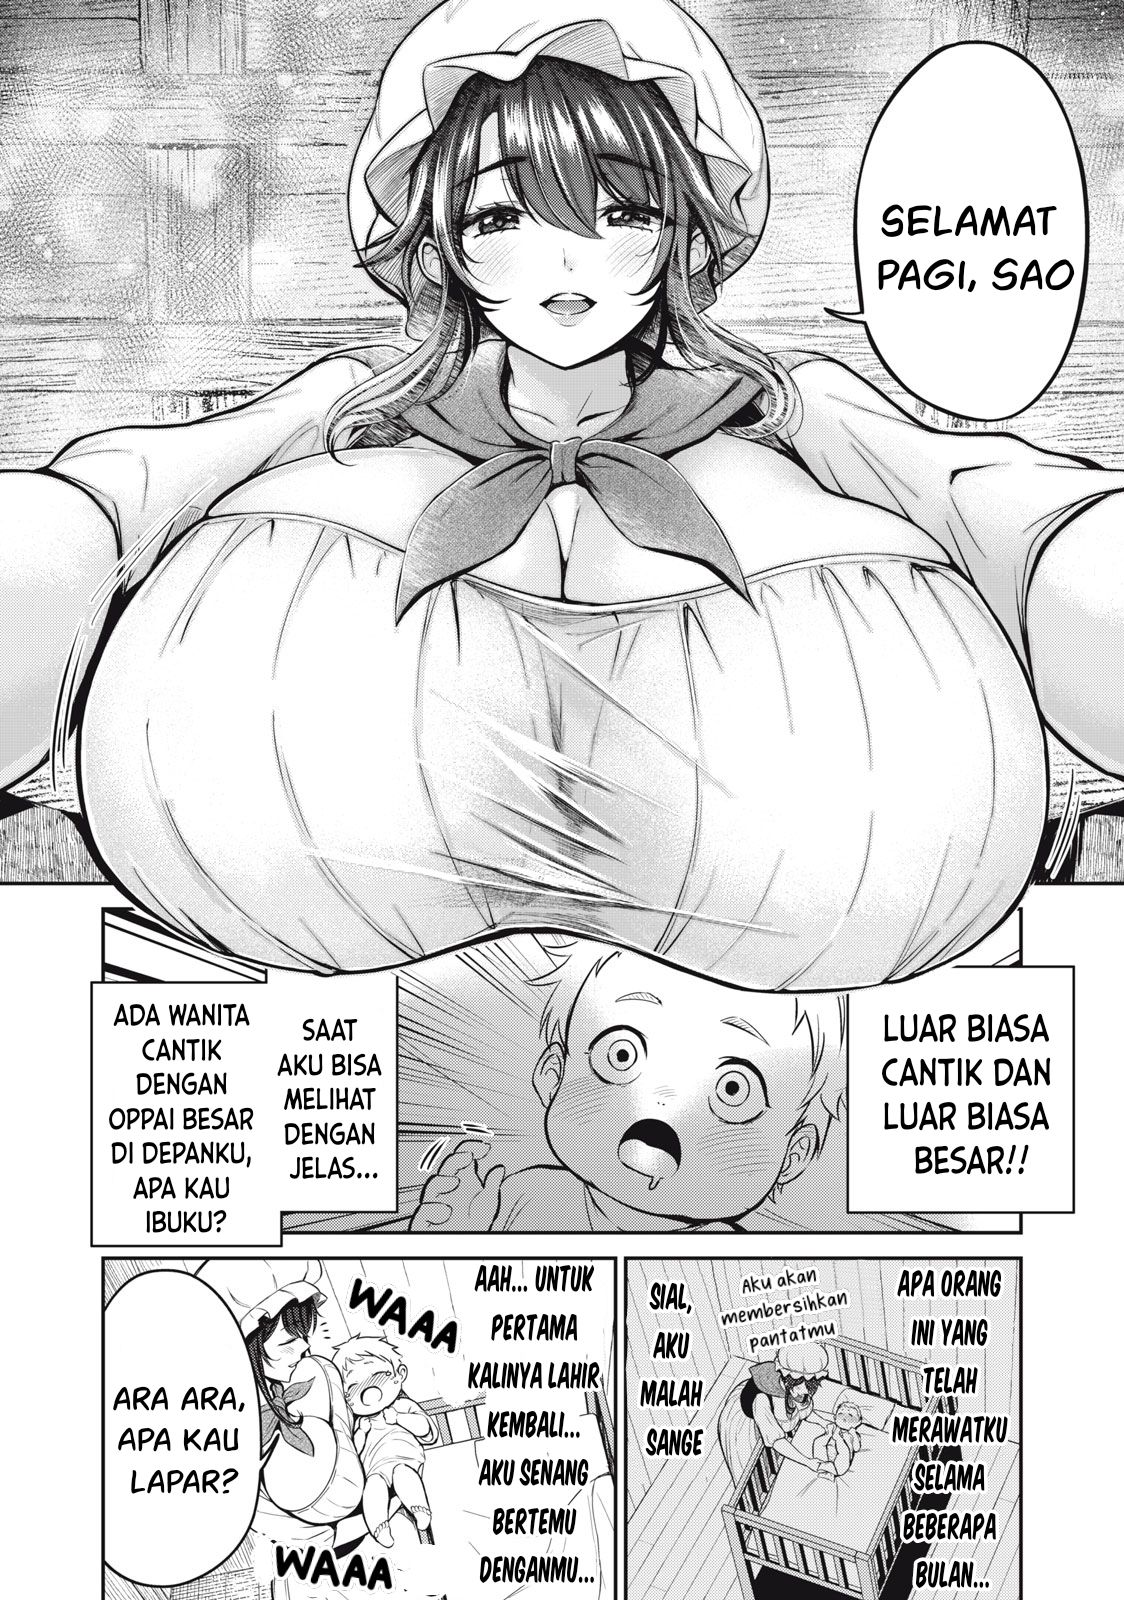 SELAMAT
PAGI, SAO
LUAR BIASA
CANTIK DAN
LUAR BIASA
BESAR!!
SAAT
AKU BISA
MELIHAT
DENGAN
JELAS...
ADA WANITA
CANTIK
DENGAN
OPPAI BESAR
DI DEPANKU,
APA KAU
IBUKU?
APA ORANG
INI YANG
TELAH
MERAWATKU
SELAMA
BEBERAPA
BULAN...
Aku akan
membersihkan
pantatmu
SIAL,
AKU
MALAH
SANGE
AAH... UNTUK
PERTAMA
KALINYA LAHIR
KEMBALI...
AKU SENANG
BERTEMU
DENGANMU...
WAAA
ARA ARA,
APA KAU
LAPAR?
WAAA